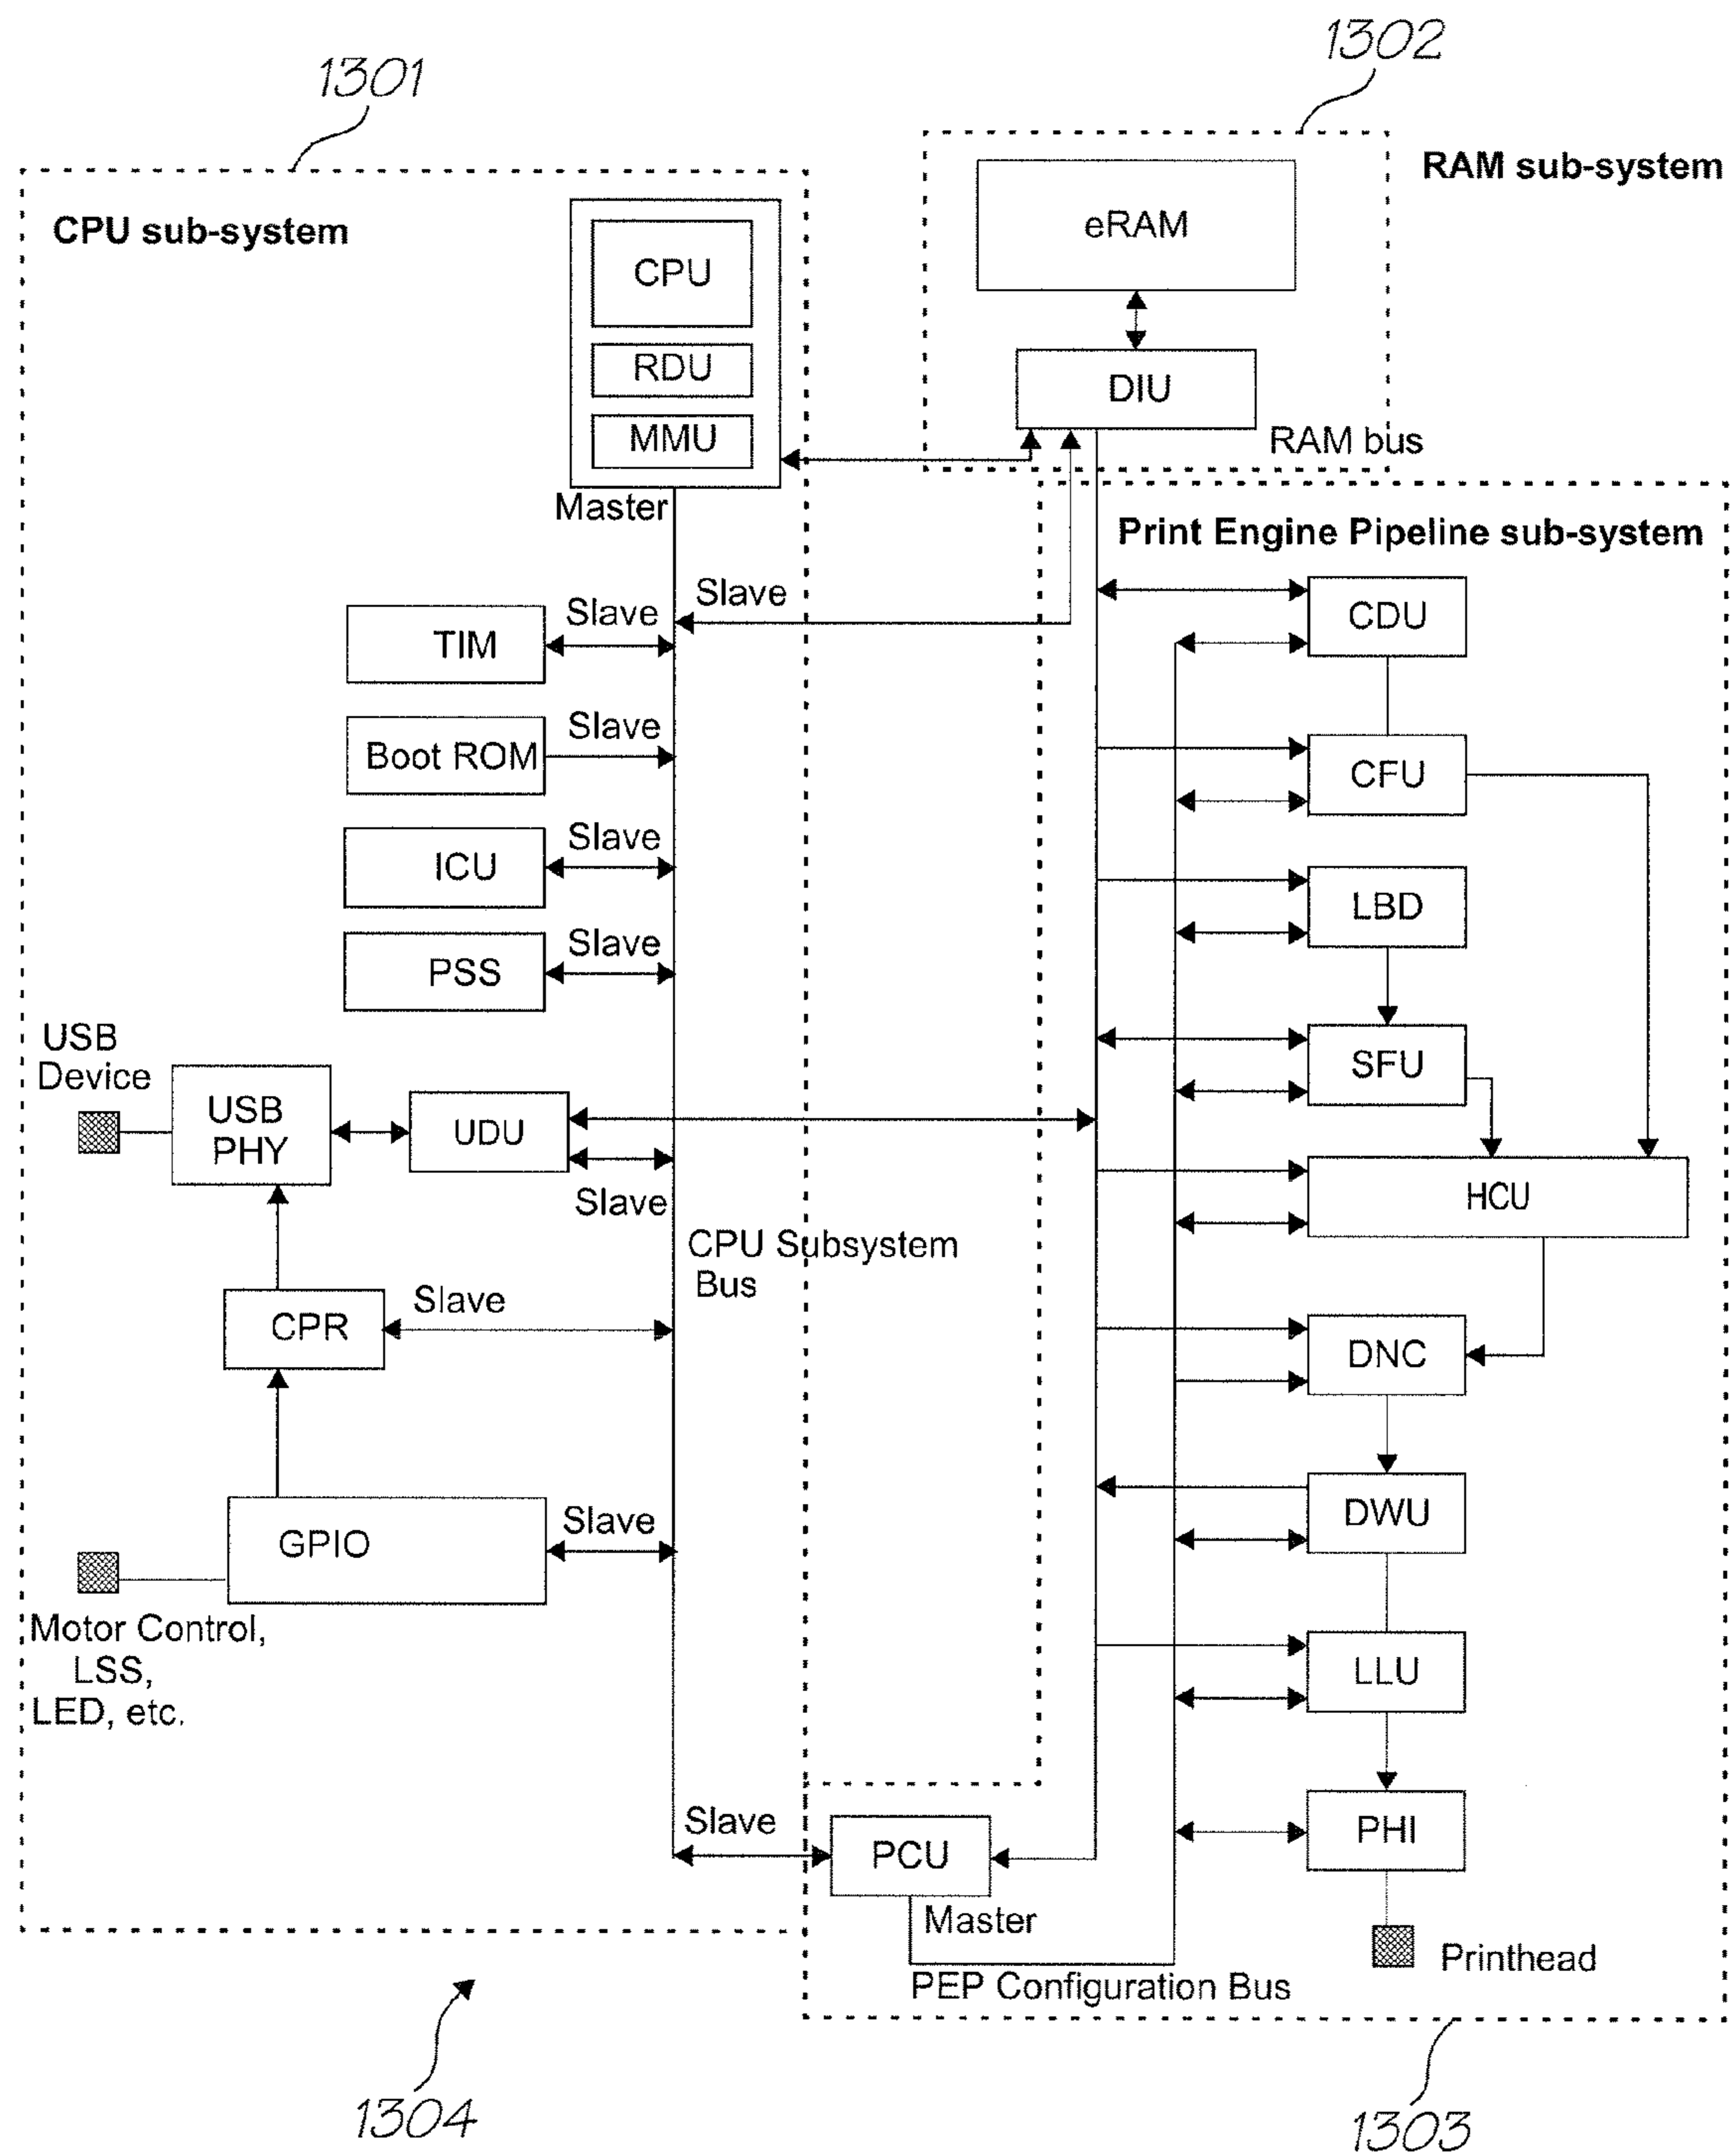 1301
1302
CPU sub-system
CPU
RDU
MMU
Master
RAM sub-system
eRAM
DIU
RAM bus
Print Engine Pipeline sub-system
Slave
Slave
TIM
Slave
Boot ROM
Slave
ICU
Slave
PSS
USB
Device
USB
PHY
UDU
Slave
CPU Subsystem
Bus
Slave
CPR
Slave
GPIO
Motor Control,
LSS,
LED, etc.
CDU
CFU
LBD
SFU
HCU
DNC
DWU
LLU
PHI
Slave
PCU
Master
PEP Configuration Bus
Printhead
1304
1303